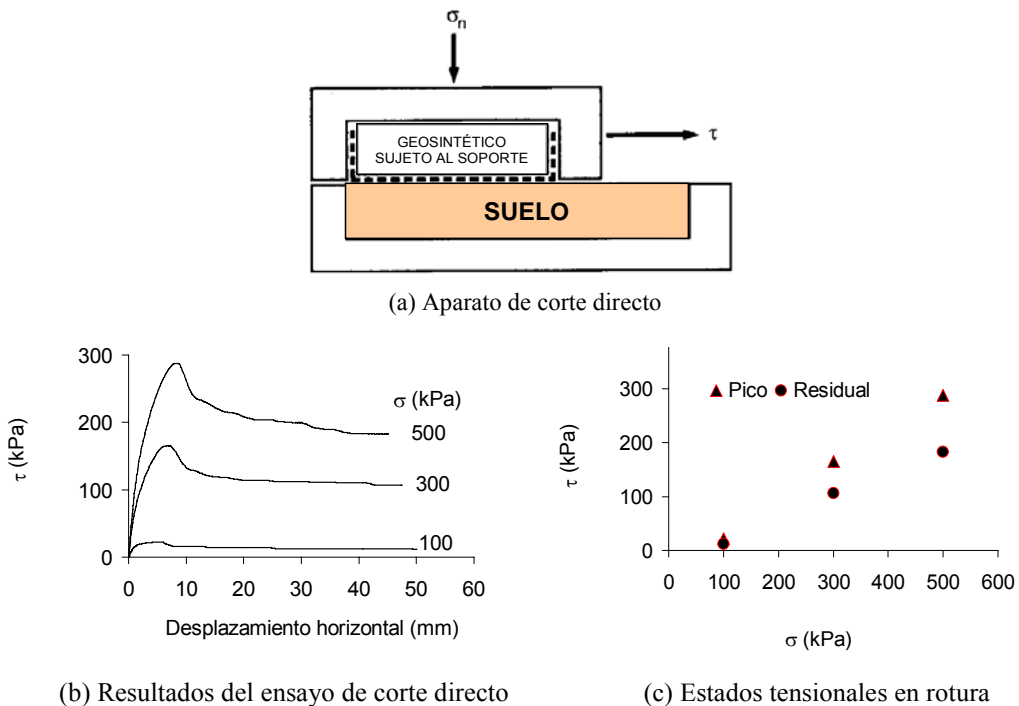 σn
τ
GEOSINTÉTICO
SUJETO AL SOPORTE
SUELO
(a) Aparato de corte directo
τ (kPa)
300
200
100
0
σ (kPa)
500
300
100
0 10 20 30 40 50 60
Desplazamiento horizontal (mm)
(b) Resultados del ensayo de corte directo
τ (kPa)
300
200
100
0
Pico Residual
0 100 200 300 400 500 600
σ (kPa)
(c) Estados tensionales en rotura